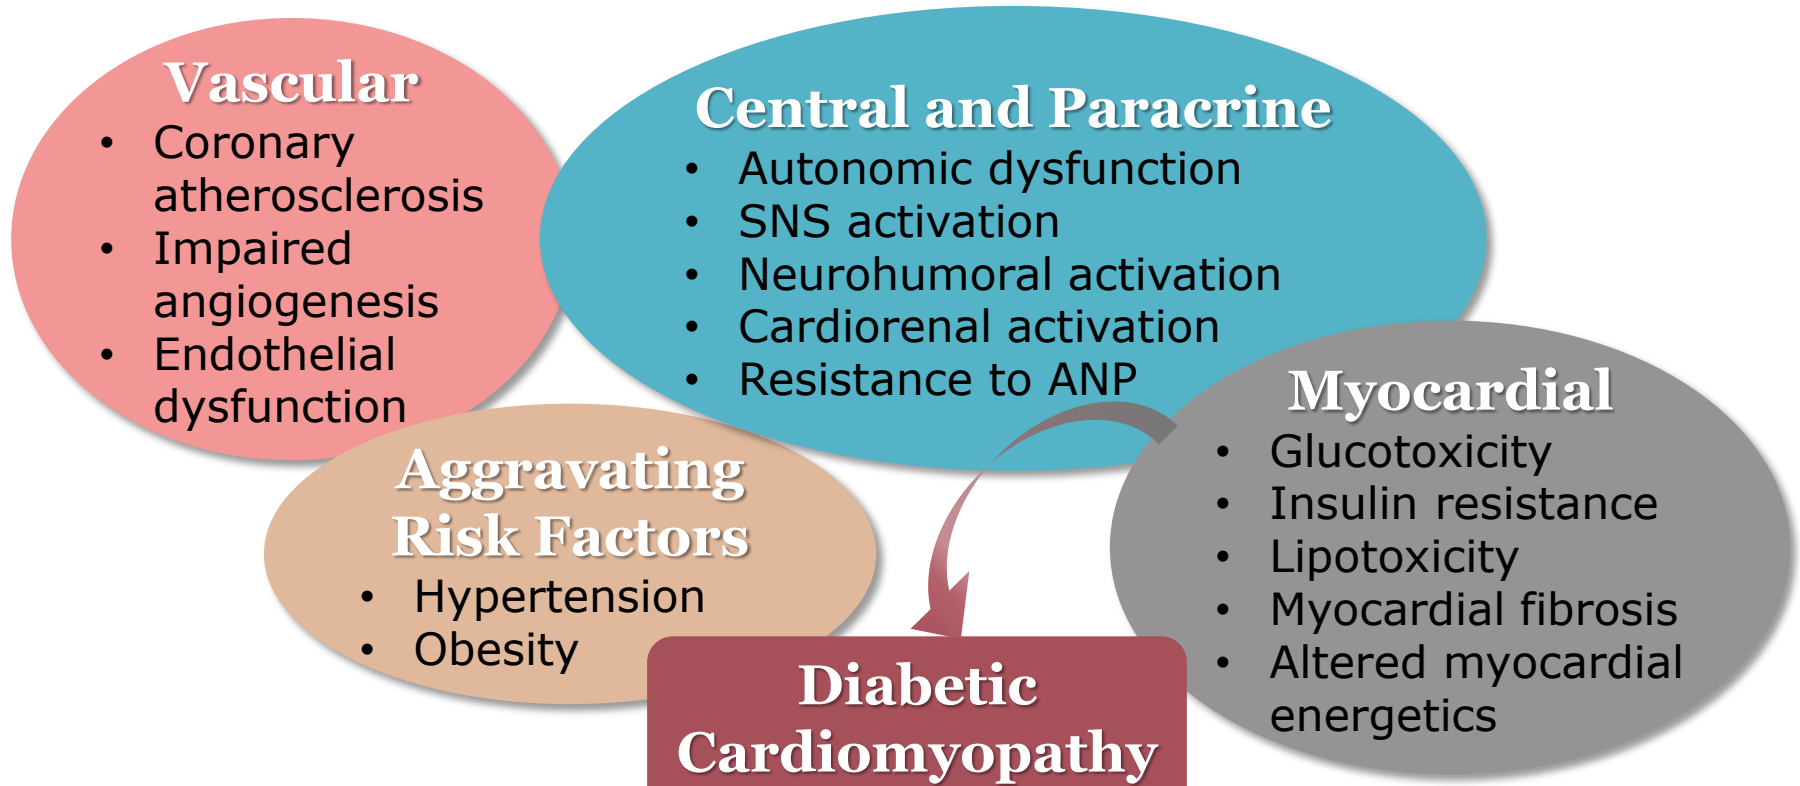 Vascular
• Coronary
atherosclerosis
• Impaired
angiogenesis
• Endothelial
dysfunction
Central and Paracrine
• Autonomic dysfunction
• SNS activation
• Neurohumoral activation
• Cardiorenal activation
• Resistance to ANP
Aggravating
Risk Factors
• Hypertension
• Obesity
Myocardial
• Glucotoxicity
• Insulin resistance
• Lipotoxicity
• Myocardial fibrosis
• Altered myocardial
energetics
Diabetic
Cardiomyopathy